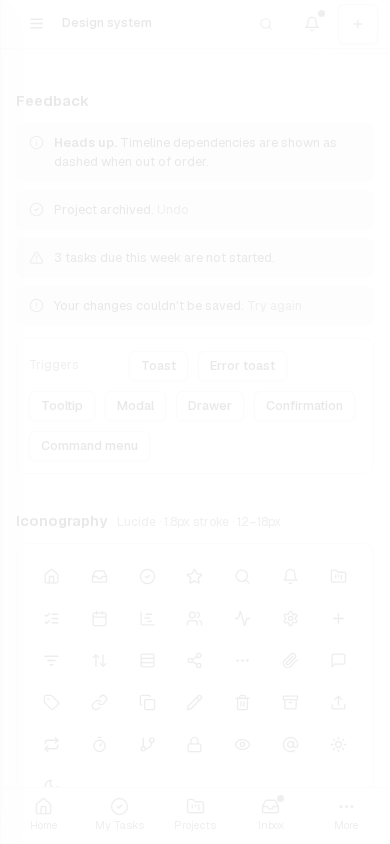 Design system
Feedback
Heads up. Timeline dependencies are shown as
dashed when out of order.
Project archived. Undo
3 tasks due this week are not started.
Your changes couldn't be saved. Try again
Triggers
Toast
Error toast
Tooltip
Modal
Drawer
Confirmation
Command menu
Iconography Lucide · 1.8px stroke · 12–18px
Home
My Tasks
Projects
Inbox
More